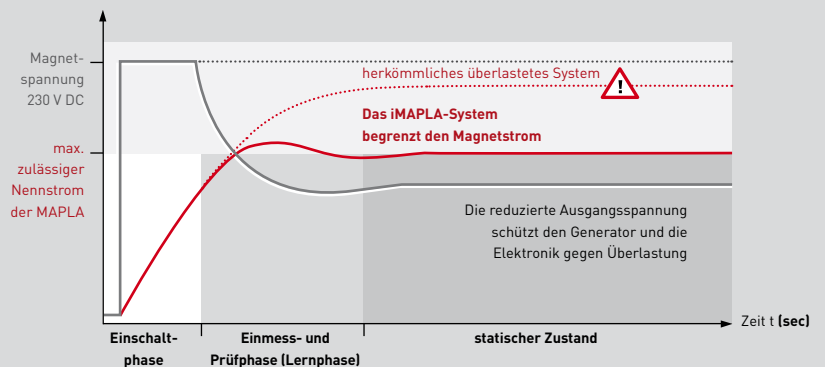 Magnet-
spannung
230 V DC
max.
zulässiger
Nennstrom
der MAPLA
herkömmliches überlastetes System
!
Das iMAPLA-System
begrenzt den Magnetstrom
Die reduzierte Ausgangsspannung
schützt den Generator und die
Elektronik gegen Überlastung
Zeit t (sec)
Einschalt-
phase
Einmess- und
Prüfphase (Lernphase)
statischer Zustand